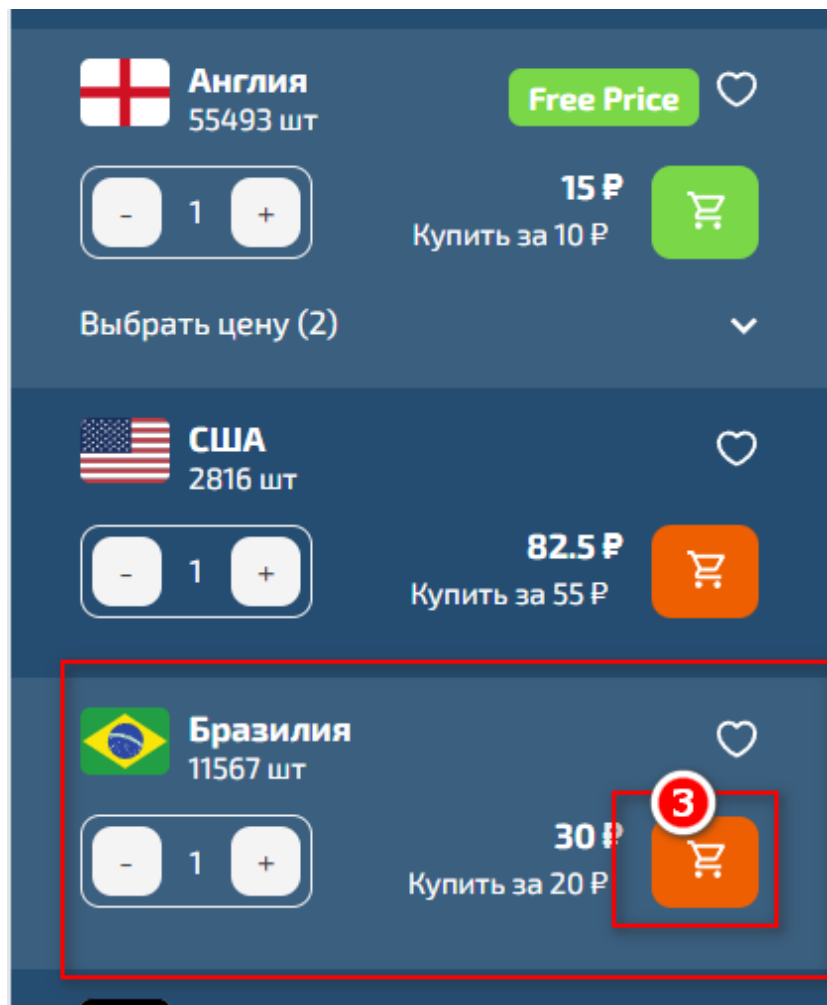 Англия
55493 шт
Free Price
- 1 +
15 ₽
Купить за 10 ₽
Выбрать цену (2)
США
2816 шт
- 1 +
82.5 ₽
Купить за 55 ₽
Бразилия
11567 шт
3
- 1 +
30 ₽
Купить за 20 ₽